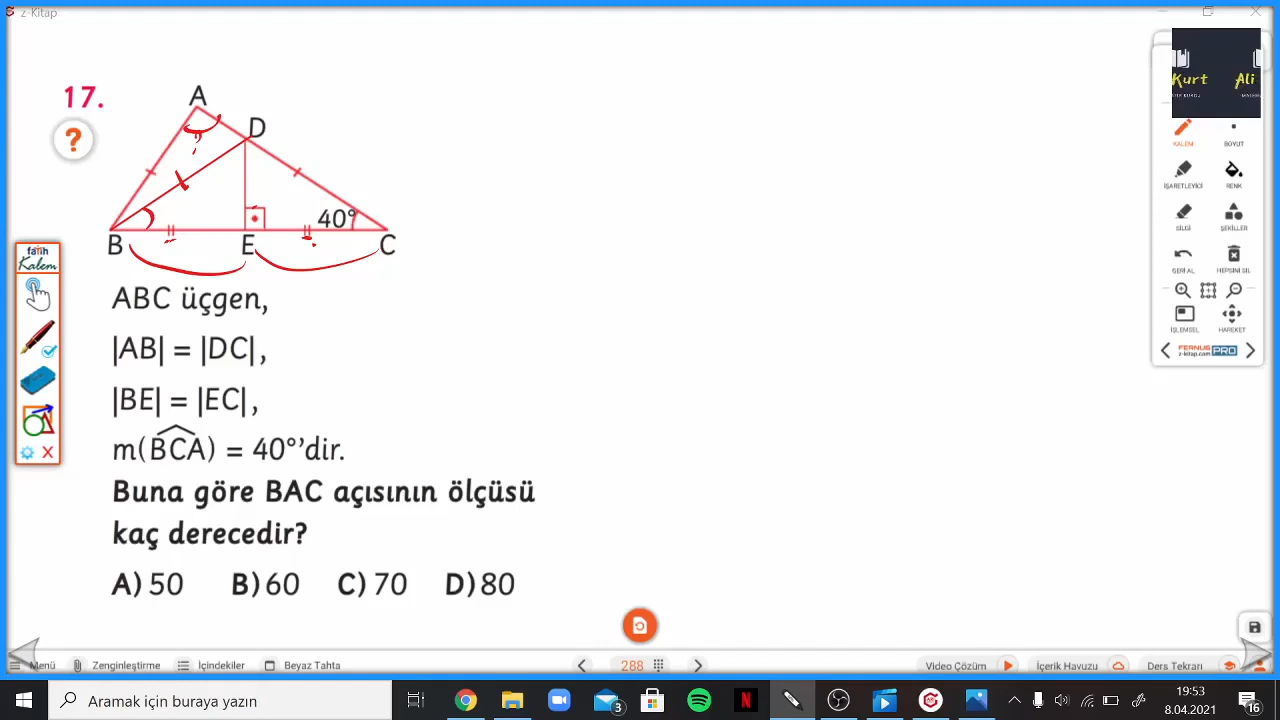 z-Kitap
17.
?
A
D
40°
B
E
C
ABC üçgen,
|AB| = |DC|,
|BE| = |EC|,
m(BCA) = 40°'dir.
Buna göre BAC açısının ölçüsü
kaç derecedir?
A) 50 B) 60 C) 70 D) 80
fatih
Kalem
Kurt Ali
KALEM BOYUT
İŞARETLEYİCİ RENK
SİLGİ ŞEKİLLER
GERİ AL HEPSİNİ SİL
İŞLEMSEL HAREKET
FERNUS
z-kitap.com PRO
Menü Zenginleştirme İçindekiler Beyaz Tahta 288 Video Çözüm İçerik Havuzu Ders Tekrarı
Aramak için buraya yazın
3
19:53
8.04.2021
16